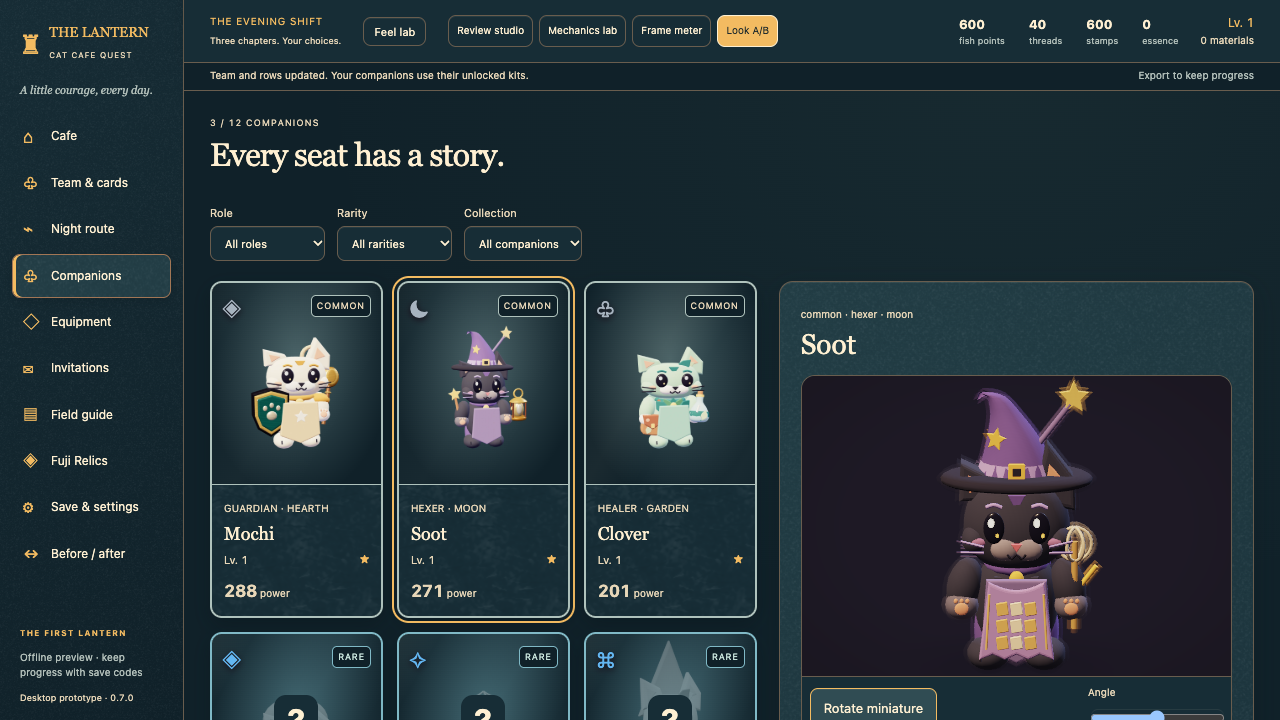 THE LANTERN
CAT CAFE QUEST
A little courage, every day.
Cafe
Team & cards
Night route
Companions
Equipment
Invitations
Field guide
Fuji Relics
Save & settings
Before / after
THE FIRST LANTERN
Offline preview · keep
progress with save codes
Desktop prototype · 0.7.0
THE EVENING SHIFT
Three chapters. Your choices.
Feel lab
Review studio
Mechanics lab
Frame meter
Look A/B
600
fish points
40
threads
600
stamps
0
essence
Lv. 1
0 materials
Team and rows updated. Your companions use their unlocked kits.
Export to keep progress
3 / 12 COMPANIONS
Every seat has a story.
Role
All roles
Rarity
All rarities
Collection
All companions
COMMON
GUARDIAN · HEARTH
Mochi
Lv. 1
288 power
COMMON
HEXER · MOON
Soot
Lv. 1
271 power
COMMON
HEALER · GARDEN
Clover
Lv. 1
201 power
RARE
?
RARE
?
RARE
?
common · hexer · moon
Soot
Rotate miniature
Angle